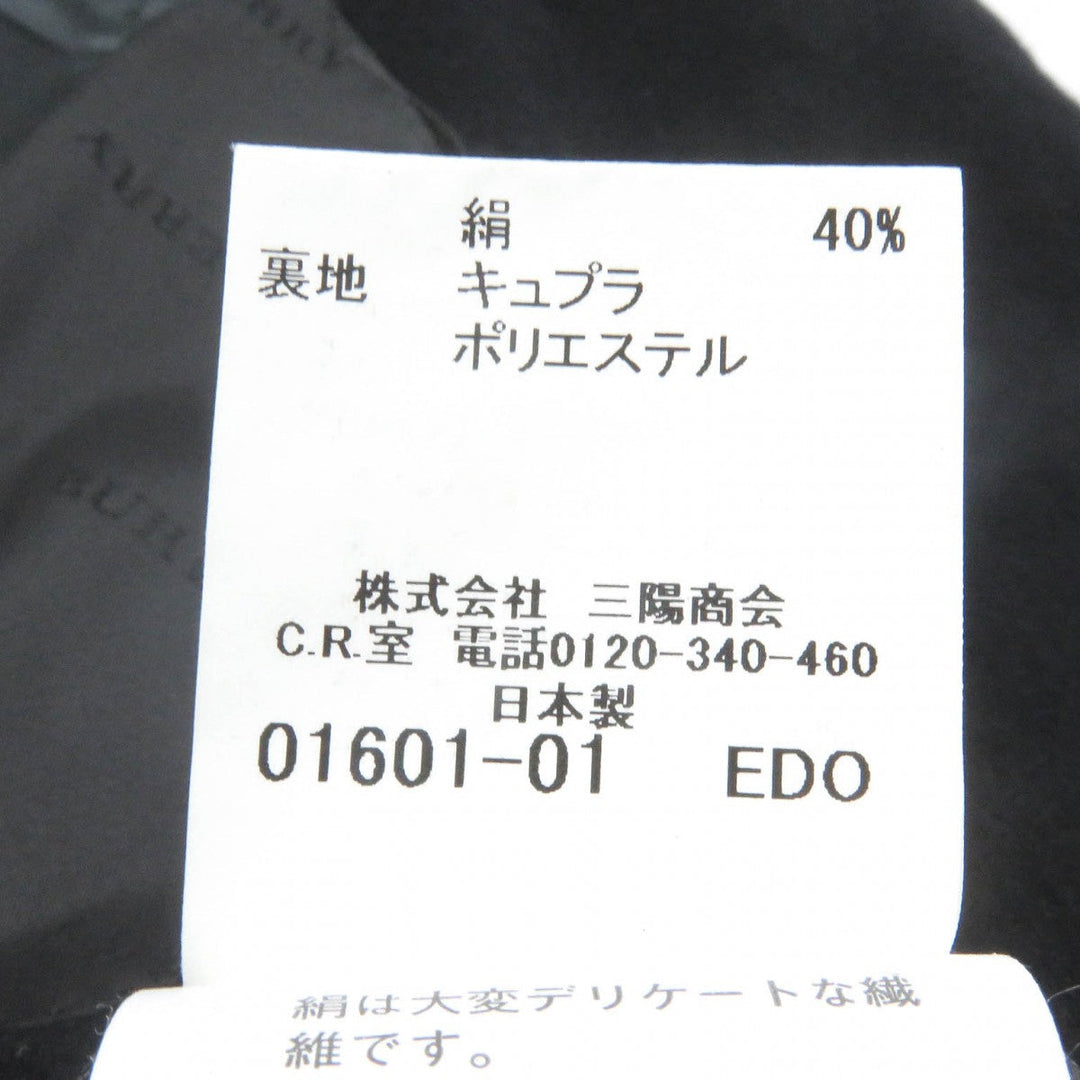 絹 40%
裏地 キュプラ
ポリエステル
株式会社 三陽商会
C.R.室 電話0120-340-460
日本製
01601-01 EDO
絹は大変デリケートな繊
維です。